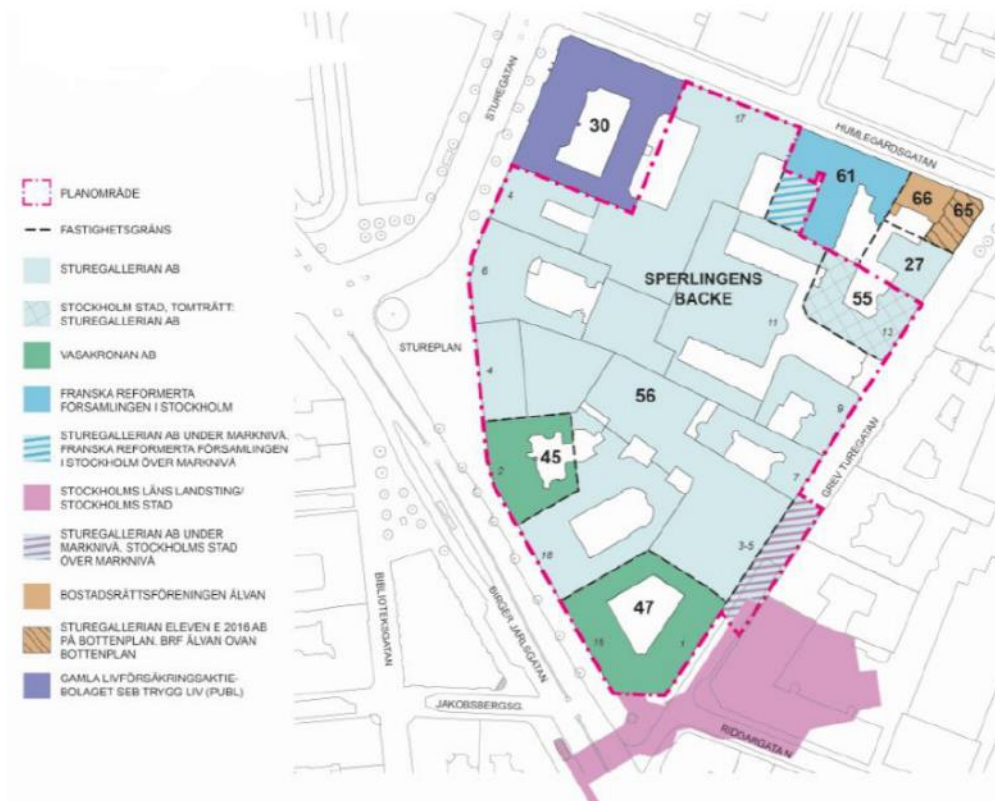 PLANOMRÅDE
FASTIGHETSGRÄNS
STUREGALLERIAN AB
STOCKHOLM STAD, TOMTRÄTT:
STUREGALLERIAN AB
VASAKRONAN AB
FRANSKA REFORMERTA
FÖRSAMLINGEN I STOCKHOLM
STUREGALLERIAN AB UNDER MARKNIVÅ.
FRANSKA REFORMERTA FÖRSAMLINGEN
I STOCKHOLM ÖVER MARKNIVÅ
STOCKHOLMS LÄNS LANDSTING/
STOCKHOLMS STAD
STUREGALLERIAN AB UNDER
MARKNIVÅ. STOCKHOLMS STAD
ÖVER MARKNIVÅ
BOSTADSRÄTTSFÖRENINGEN ÄLVAN
STUREGALLERIAN ELEVEN E 2016 AB
PÅ BOTTENPLAN. BRF ÄLVAN OVAN
BOTTENPLAN
GAMLA LIVFÖRSÄKRINGSAKTIE-
BOLAGET SEB TRYGG LIV (PUBL)
STUREGATAN
30
17
HUMLEGÅRDSGATAN
61
66
65
27
55
13
SPERLINGENS
BACKE
11
6
STUREPLAN
4
56
9
GREV TUREGATAN
45
2
7
3-5
18
47
1
BIRGER JARLSGATAN
BIBLIOTEKSGATAN
JAKOBSBERGSG.
RIDDARGATAN